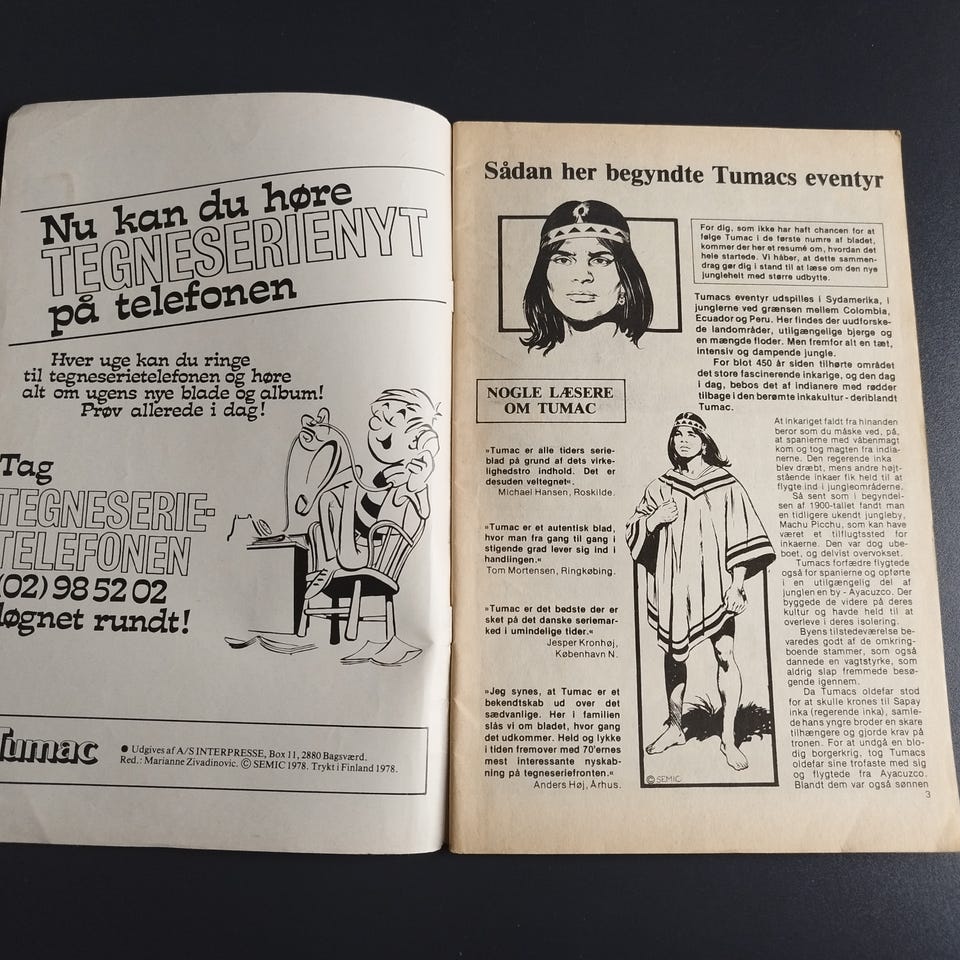 Nu kan du høre
TEGNESERIENYT
på telefonen
Hver uge kan du ringe
til tegneserietelefonen og høre
alt om ugens nye blade og album!
Prøv allerede i dag!
Tag
TEGNESERIE-
TELEFONEN
(02) 98 52 02
løgnet rundt!
Tumac
● Udgives af A/S INTERPRESSE, Box 11, 2880 Bagsværd.
Red.: Marianne Zivadinovic. © SEMIC 1978. Trykt i Finland 1978.
Sådan her begyndte Tumacs eventyr
For dig, som ikke har haft chancen for at
følge Tumac i de første numre af bladet,
kommer der her et resumé om, hvordan det
hele startede. Vi håber, at dette sammen-
drag gør dig i stand til at læse om den nye
junglehelt med større udbytte.
Tumacs eventyr udspilles i Sydamerika, i
junglerne ved grænsen mellem Colombia,
Ecuador og Peru. Her findes der uudforske-
de landområder, utilgængelige bjerge og
en mængde floder. Men fremfor alt en tæt,
intensiv og dampende jungle.
For blot 450 år siden tilhørte området
det store fascinerende inkarige, og den dag
i dag, bebos det af indianere med rødder
tilbage i den berømte inkakultur - deriblandt
Tumac.
NOGLE LÆSERE
OM TUMAC
»Tumac er alle tiders serie-
blad på grund af dets virke-
lighedstro indhold. Det er
desuden veltegnet«.
Michael Hansen, Roskilde.
»Tumac er et autentisk blad,
hvor man fra gang til gang i
stigende grad lever sig ind i
handlingen.«
Tom Mortensen, Ringkøbing.
»Tumac er det bedste der er
sket på det danske seriemar-
ked i umindelige tider.«
Jesper Kronhøj,
København N.
»Jeg synes, at Tumac er et
bekendtskab ud over det
sædvanlige. Her i familien
slås vi om bladet, hvor gang
det udkommer. Held og lykke
i tiden fremover med 70'ernes
mest interessante nyskab-
ning på tegneseriefronten.«
Anders Høj, Århus.
© SEMIC
At inkariget faldt fra hinanden
beror som du måske ved, på,
at spanierne med våbenmagt
kom og tog magten fra india-
nerne. Den regerende inka
blev dræbt, mens andre højt-
stående inkaer fik held til at
flygte ind i jungleområderne.
Så sent som i begyndel-
sen af 1900-tallet fandt man
en tidligere ukendt jungleby,
Machu Picchu, som kan have
været et tilflugtssted for
inkaerne. Den var dog ube-
boet, og delvist overvokset.
Tumacs forfædre flygtede
også for spanierne og opførte
i en utilgængelig del af
junglen en by - Ayacuzco. Der
byggede de videre på deres
kultur og havde held til at
overleve i deres isolering.
Byens tilstedeværelse be-
varedes godt af de omkring-
boende stammer, som også
dannede en vagtstyrke, som
aldrig slap fremmede besø-
gende igennem.
Da Tumacs oldefar stod
for at skulle krones til Sapay
inka (regerende inka), samle-
de hans yngre broder en skare
tilhængere og gjorde krav på
tronen. For at undgå en blo-
dig borgerkrig, tog Tumacs
oldefar sine trofaste med sig
og flygtede fra Ayacuzco.
Blandt dem var også sønnen
3